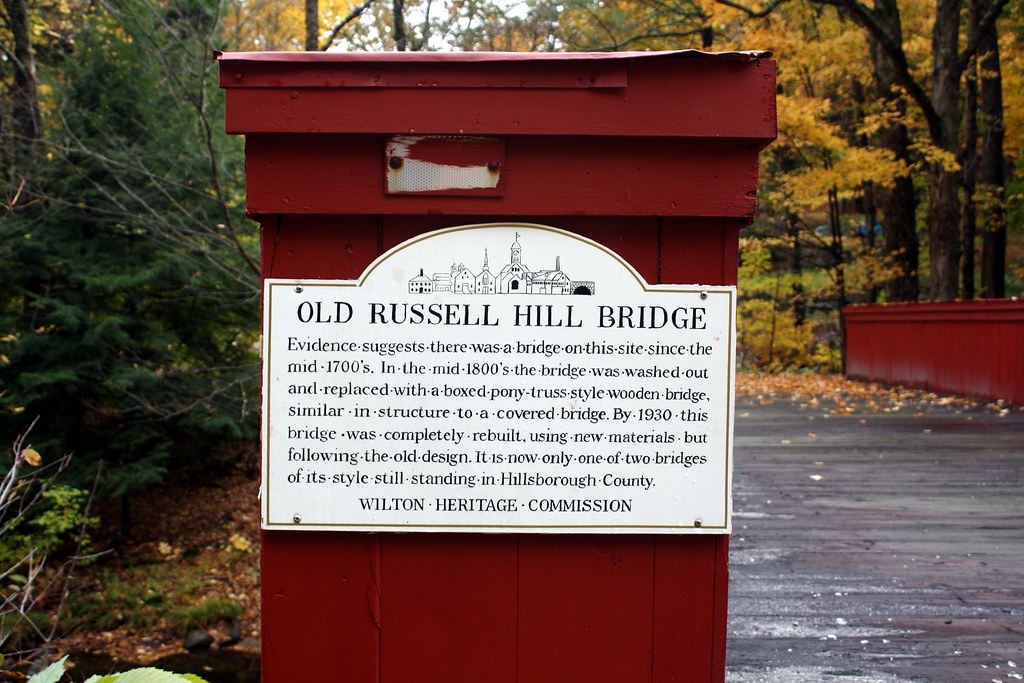 OLD RUSSELL HILL BRIDGE
Evidence·suggests·there·was·a·bridge·on·this·site·since·the
mid·1700's. In·the·mid·1800's·the·bridge·was·washed·out
and·replaced·with·a·boxed·pony-truss·style·wooden·bridge,
similar·in·structure·to·a·covered·bridge. By·1930·this
bridge·was·completely·rebuilt, using·new·materials·but
following·the·old·design. It·is·now·only·one·of·two·bridges
of·its·style·still·standing·in·Hillsborough·County.
WILTON·HERITAGE·COMMISSION